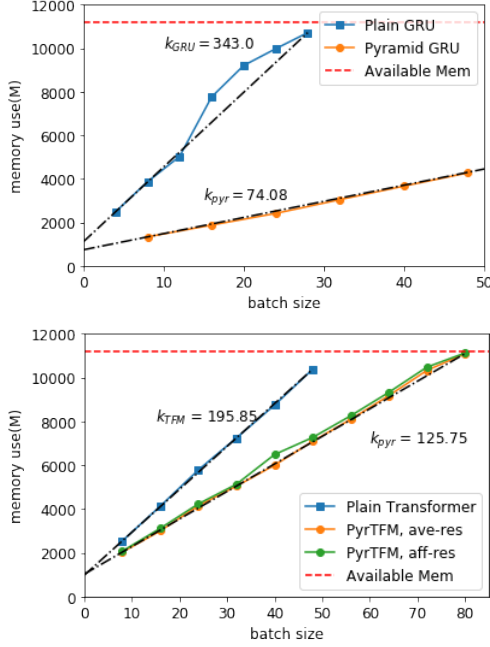 12000
10000
8000
6000
4000
2000
0
memory use(M)
k_GRU = 343.0
k_pyr = 74.08
Plain GRU
Pyramid GRU
Available Mem
0 10 20 30 40 50
batch size
12000
10000
8000
6000
4000
2000
0
memory use(M)
k_TFM = 195.85
k_pyr = 125.75
Plain Transformer
PyrTFM, ave-res
PyrTFM, aff-res
Available Mem
0 10 20 30 40 50 60 70 80
batch size